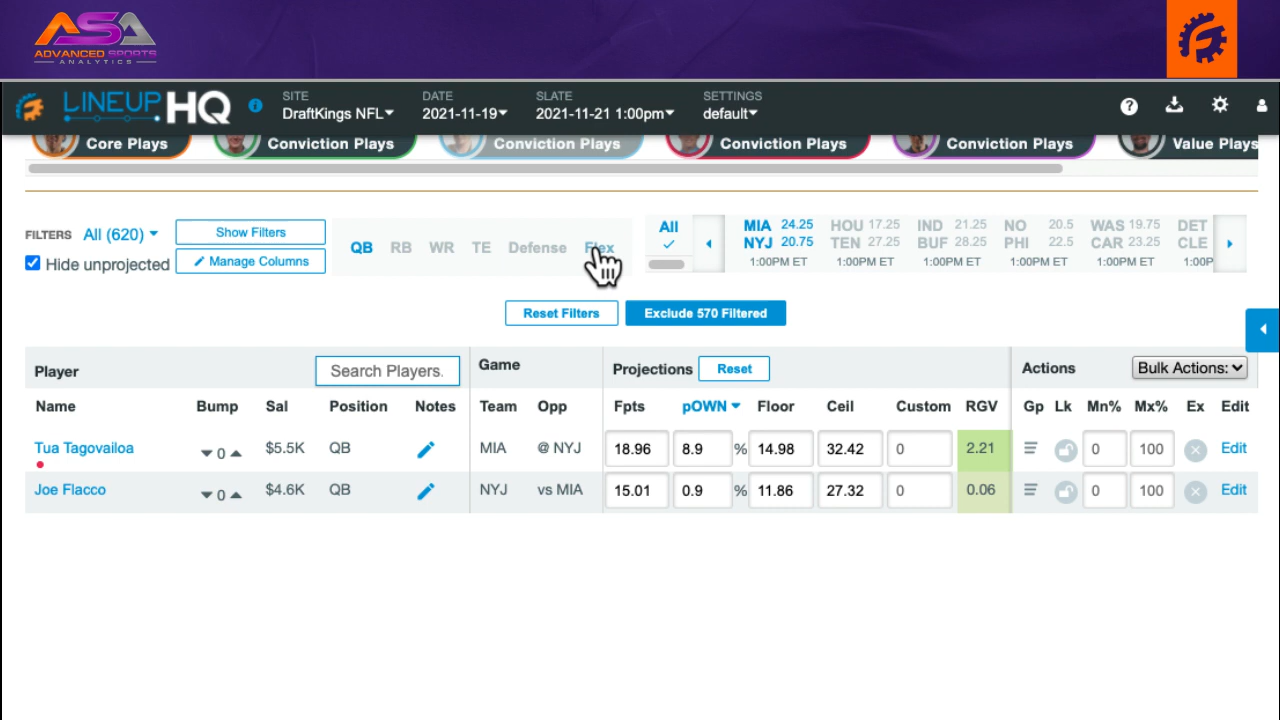 ASA
ADVANCED SPORTS
ANALYTICS
LINEUP HQ
SITE
DraftKings NFL
DATE
2021-11-19
SLATE
2021-11-21 1:00pm
SETTINGS
default
Core Plays
Conviction Plays
Conviction Plays
Conviction Plays
Conviction Plays
Value Plays
FILTERS All (620)
Show Filters
Hide unprojected
Manage Columns
QB RB WR TE Defense Flex
All
MIA 24.25
NYJ 20.75
1:00PM ET
HOU 17.25
TEN 27.25
1:00PM ET
IND 21.25
BUF 28.25
1:00PM ET
NO 20.5
PHI 22.5
1:00PM ET
WAS 19.75
CAR 23.25
1:00PM ET
DET
CLE
1:00P
Reset Filters Exclude 570 Filtered
Player Search Players. Game Projections Reset Actions Bulk Actions:
Name Bump Sal Position Notes Team Opp Fpts pOWN Floor Ceil Custom RGV Gp Lk Mn% Mx% Ex Edit
Tua Tagovailoa 0 $5.5K QB MIA @ NYJ 18.96 8.9 % 14.98 32.42 0 2.21 0 100 Edit
Joe Flacco 0 $4.6K QB NYJ vs MIA 15.01 0.9 % 11.86 27.32 0 0.06 0 100 Edit